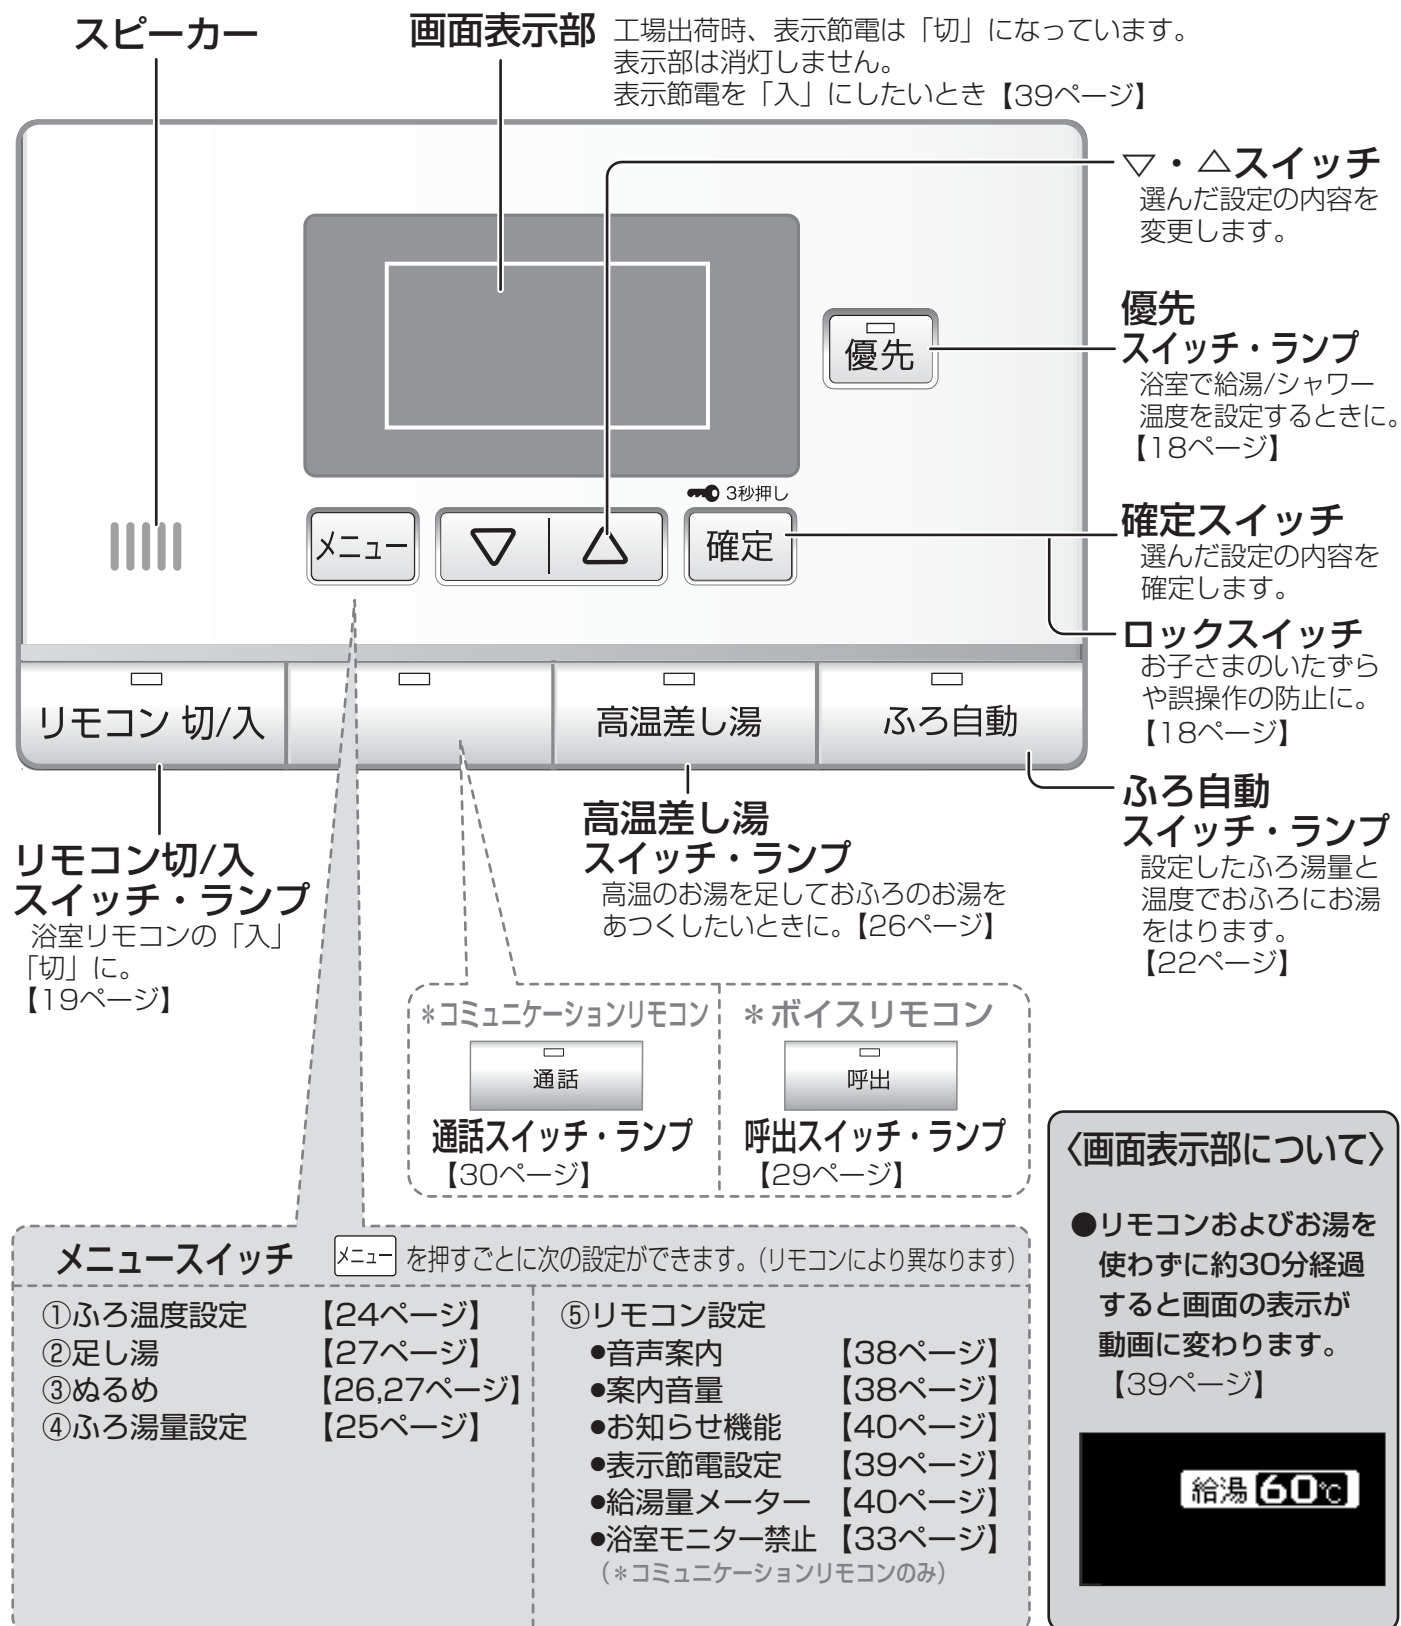 スピーカー
画面表示部
工場出荷時、表示節電は「切」になっています。
表示部は消灯しません。
表示節電を「入」にしたいとき【39ページ】
▽・△スイッチ
選んだ設定の内容を
変更します。
優先
優先
スイッチ・ランプ
浴室で給湯/シャワー
温度を設定するときに。
【18ページ】
3秒押し
メニュー
▽
△
確定
確定スイッチ
選んだ設定の内容を
確定します。
ロックスイッチ
お子さまのいたずら
や誤操作の防止に。
【18ページ】
リモコン 切/入
高温差し湯
ふろ自動
ふろ自動
スイッチ・ランプ
設定したふろ湯量と
温度でおふろにお湯
をはります。
【22ページ】
リモコン切/入
スイッチ・ランプ
浴室リモコンの「入」
「切」に。
【19ページ】
高温差し湯
スイッチ・ランプ
高温のお湯を足しておふろのお湯を
あつくしたいときに。【26ページ】
*コミュニケーションリモコン
通話
通話スイッチ・ランプ
【30ページ】
*ボイスリモコン
呼出
呼出スイッチ・ランプ
【29ページ】
メニュースイッチ メニュー を押すごとに次の設定ができます。(リモコンにより異なります)
①ふろ温度設定 【24ページ】
②足し湯 【27ページ】
③ぬるめ 【26,27ページ】
④ふろ湯量設定 【25ページ】
⑤リモコン設定
●音声案内 【38ページ】
●案内音量 【38ページ】
●お知らせ機能 【40ページ】
●表示節電設定 【39ページ】
●給湯量メーター 【40ページ】
●浴室モニター禁止 【33ページ】
(*コミュニケーションリモコンのみ)
〈画面表示部について〉
●リモコンおよびお湯を
使わずに約30分経過
すると画面の表示が
動画に変わります。
【39ページ】
給湯 60℃